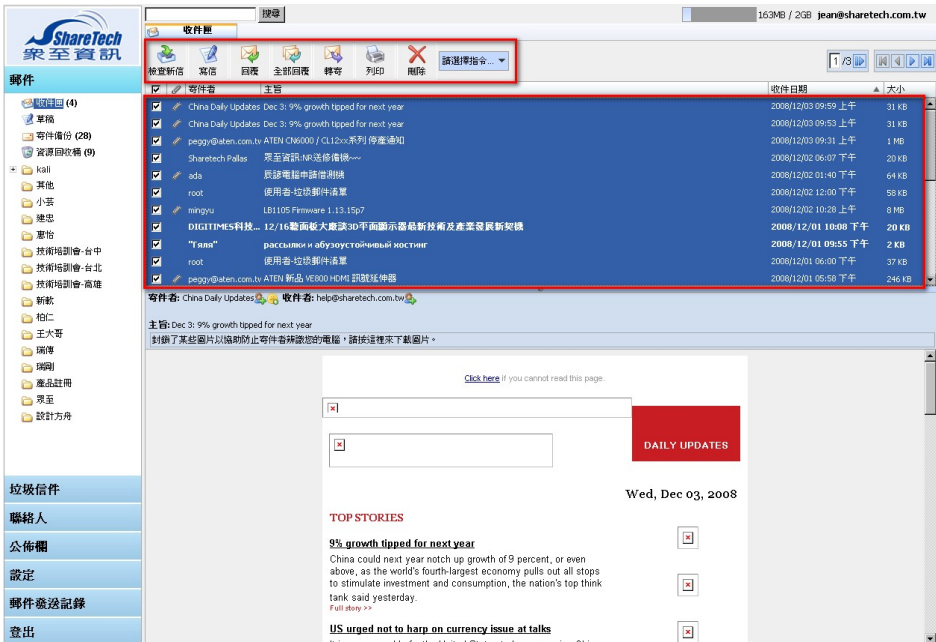 ShareTech
眾至資訊
搜尋
163MB / 2GB jean@sharetech.com.tw
收件匣
檢查新信 寫信 回覆 全部回覆 轉寄 列印 刪除 請選擇指令...
1 /3
郵件
收件匣 (4)
草稿
寄件備份 (28)
資源回收桶 (9)
kali
其他
小芸
建忠
惠怡
技術培訓會-台中
技術培訓會-台北
技術培訓會-高雄
新軟
柏仁
王大哥
瑞傳
瑞剛
產品註冊
眾至
設計方舟
垃圾信件
聯絡人
公佈欄
設定
郵件發送記錄
登出
寄件者 主旨 收件日期 大小
China Daily Updates Dec 3: 9% growth tipped for next year 2008/12/03 09:59 上午 31 KB
China Daily Updates Dec 3: 9% growth tipped for next year 2008/12/03 09:53 上午 31 KB
peggy@aten.com.tv ATEN CN6000 / CL12xx系列 停產通知 2008/12/03 09:31 上午 1 MB
Sharetech Pallas 眾至資訊:NR送修備機~~ 2008/12/02 06:07 下午 20 KB
ada 辰諺電腦申請借測機 2008/12/02 01:40 下午 64 KB
root 使用者-垃圾郵件清單 2008/12/02 12:00 下午 58 KB
mingyu LB1105 Firmware 1.13.15p7 2008/12/02 10:28 上午 8 MB
DIGITIMES科技... 12/16聽面板大廠談3D平面顯示器最新技術及產業發展新契機 2008/12/01 10:08 下午 20 KB
"Гяля" рассылки и абузоустойчивый хостинг 2008/12/01 09:55 下午 2 KB
root 使用者-垃圾郵件清單 2008/12/01 06:00 下午 37 KB
peggy@aten.com.tv ATEN 新品 VE800 HDMI 訊號延伸器 2008/12/01 05:58 下午 246 KB
寄件者: China Daily Updates 收件者: help@sharetech.com.tw
主旨: Dec 3: 9% growth tipped for next year
封鎖了某些圖片以協助防止寄件者辨識您的電腦，請按這裡來下載圖片。
Click here if you cannot read this page.
DAILY UPDATES
Wed, Dec 03, 2008
TOP STORIES
9% growth tipped for next year
China could next year notch up growth of 9 percent, or even
above, as the world's fourth-largest economy pulls out all stops
to stimulate investment and consumption, the nation's top think
tank said yesterday.
Full story >>
US urged not to harp on currency issue at talks